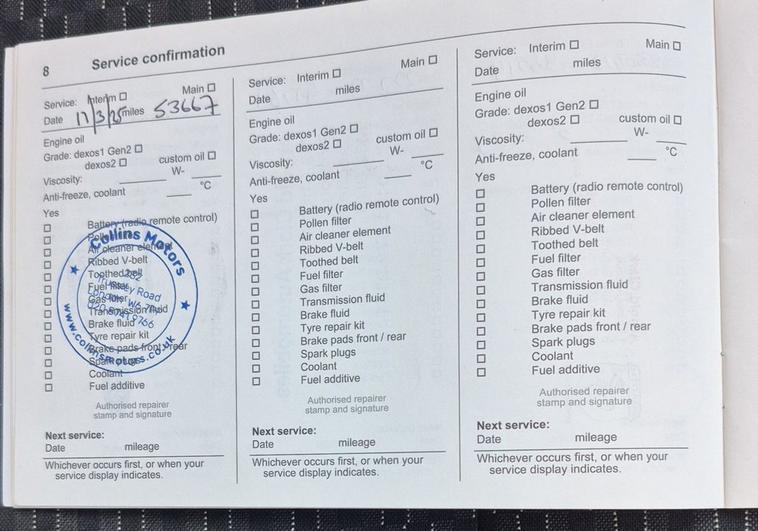 8 Service confirmation
Service: Interim Main
Date 17/3/25 miles 53667
Engine oil
Grade: dexos1 Gen2
dexos2 custom oil
Viscosity: W-
Anti-freeze, coolant °C
Yes
Battery (radio remote control)
Pollen filter
Air cleaner element
Ribbed V-belt
Toothed belt
Fuel filter
Gas filter
Transmission fluid
Brake fluid
Tyre repair kit
Brake pads front / rear
Spark plugs
Coolant
Fuel additive
Collins Motors
Road
London W6
www.collinsmotors.co.uk
Authorised repairer
stamp and signature
Next service:
Date mileage
Whichever occurs first, or when your
service display indicates.
Service: Interim Main
Date miles
Engine oil
Grade: dexos1 Gen2
dexos2 custom oil
Viscosity: W-
Anti-freeze, coolant °C
Yes
Battery (radio remote control)
Pollen filter
Air cleaner element
Ribbed V-belt
Toothed belt
Fuel filter
Gas filter
Transmission fluid
Brake fluid
Tyre repair kit
Brake pads front / rear
Spark plugs
Coolant
Fuel additive
Authorised repairer
stamp and signature
Next service:
Date mileage
Whichever occurs first, or when your
service display indicates.
Service: Interim Main
Date miles
Engine oil
Grade: dexos1 Gen2
dexos2 custom oil
Viscosity: W-
Anti-freeze, coolant °C
Yes
Battery (radio remote control)
Pollen filter
Air cleaner element
Ribbed V-belt
Toothed belt
Fuel filter
Gas filter
Transmission fluid
Brake fluid
Tyre repair kit
Brake pads front / rear
Spark plugs
Coolant
Fuel additive
Authorised repairer
stamp and signature
Next service:
Date mileage
Whichever occurs first, or when your
service display indicates.